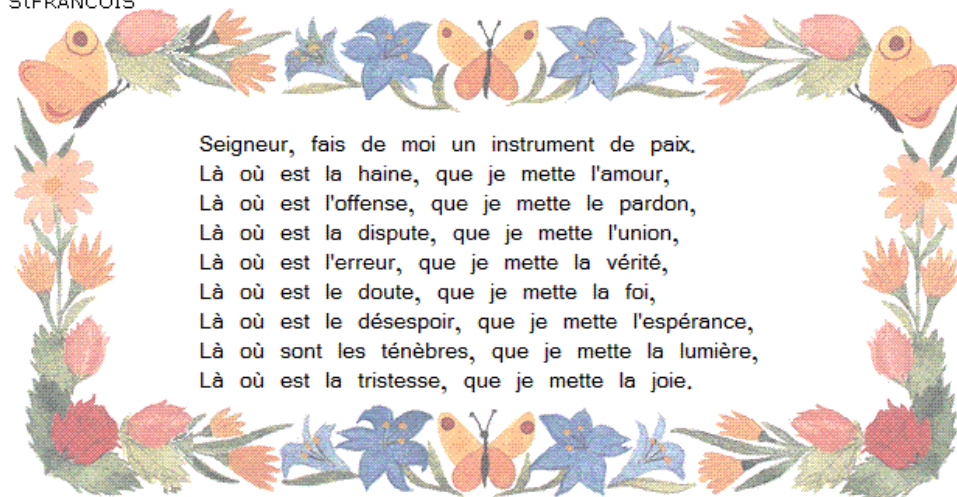 StFRANCOIS
Seigneur, fais de moi un instrument de paix.
Là où est la haine, que je mette l'amour,
Là où est l'offense, que je mette le pardon,
Là où est la dispute, que je mette l'union,
Là où est l'erreur, que je mette la vérité,
Là où est le doute, que je mette la foi,
Là où est le désespoir, que je mette l'espérance,
Là où sont les ténèbres, que je mette la lumière,
Là où est la tristesse, que je mette la joie.